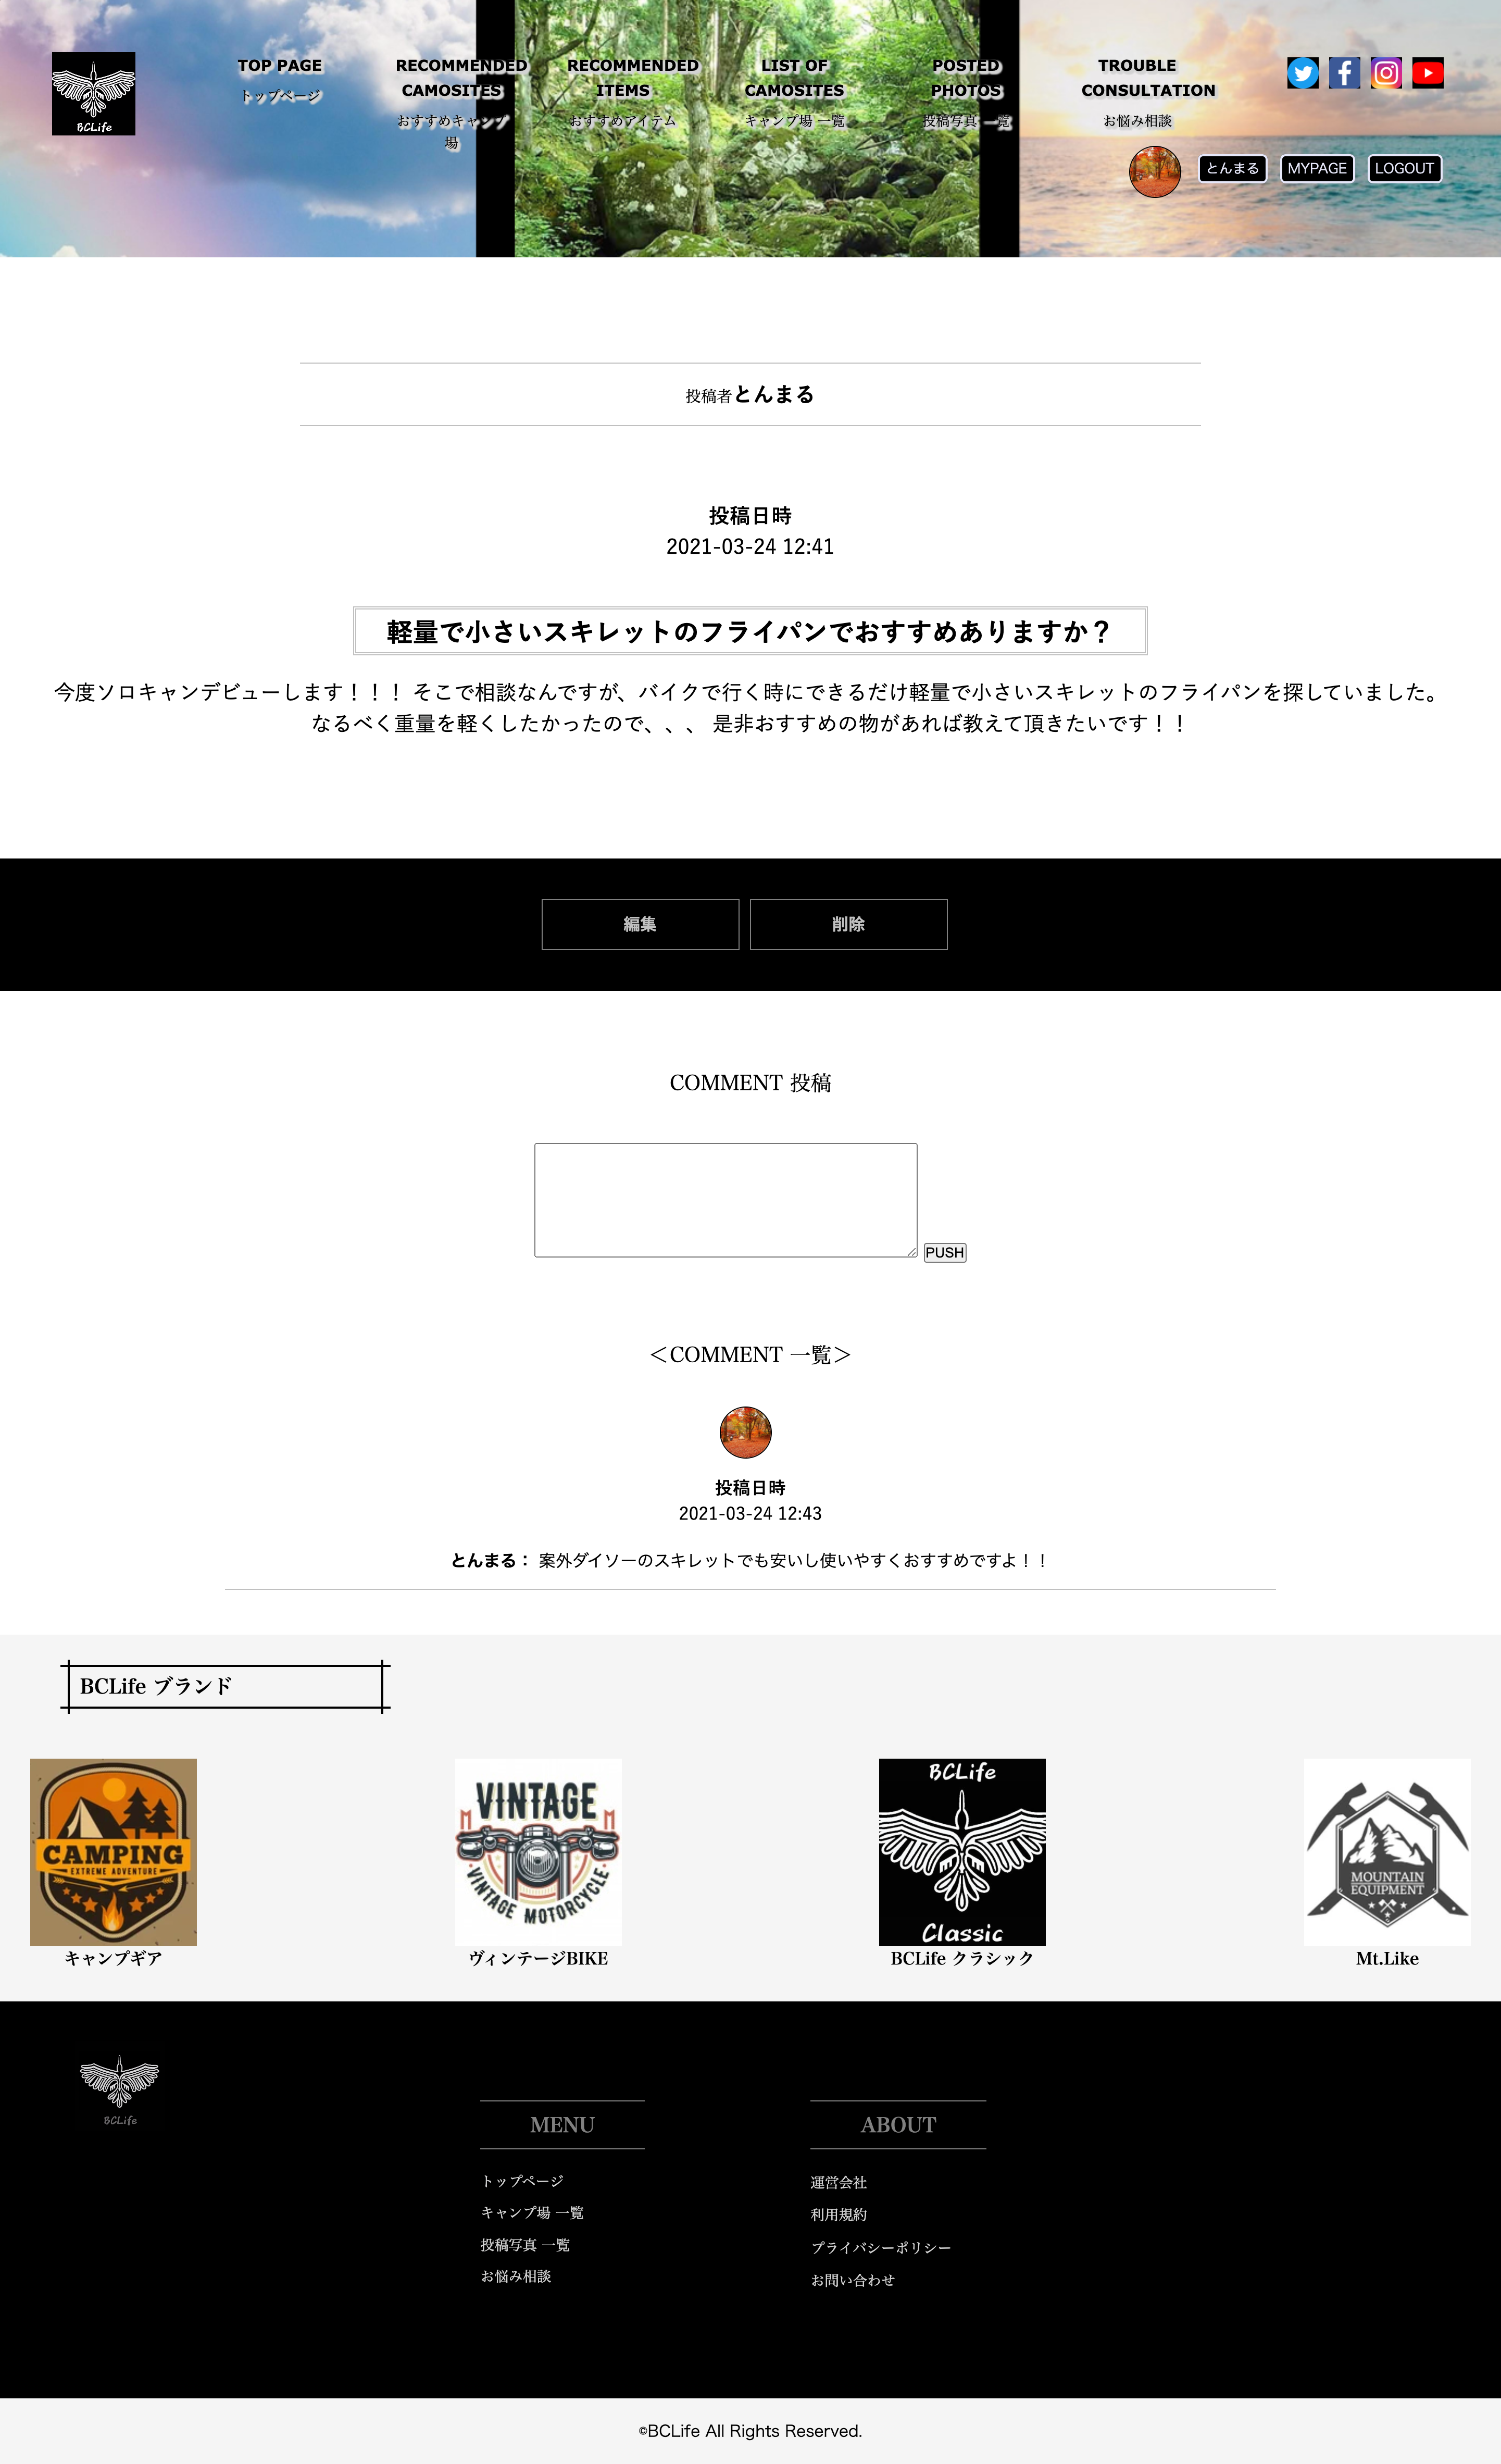 BCLife
TOP PAGE
トップページ
RECOMMENDED
CAMOSITES
おすすめキャンプ
場
RECOMMENDED
ITEMS
おすすめアイテム
LIST OF
CAMOSITES
キャンプ場 一覧
POSTED
PHOTOS
投稿写真 一覧
TROUBLE
CONSULTATION
お悩み相談
とんまる
MYPAGE
LOGOUT
投稿者とんまる
投稿日時
2021-03-24 12:41
軽量で小さいスキレットのフライパンでおすすめありますか？
今度ソロキャンデビューします！！！ そこで相談なんですが、バイクで行く時にできるだけ軽量で小さいスキレットのフライパンを探していました。
なるべく重量を軽くしたかったので、、、 是非おすすめの物があれば教えて頂きたいです！！
編集
削除
COMMENT 投稿
PUSH
＜COMMENT 一覧＞
投稿日時
2021-03-24 12:43
とんまる： 案外ダイソーのスキレットでも安いし使いやすくおすすめですよ！！
BCLife ブランド
CAMPING
EXTREME ADVENTURE
キャンプギア
VINTAGE
VINTAGE MOTORCYCLE
ヴィンテージBIKE
BCLife
Classic
BCLife クラシック
MOUNTAIN
EQUIPMENT
Mt.Like
BCLife
MENU
トップページ
キャンプ場 一覧
投稿写真 一覧
お悩み相談
ABOUT
運営会社
利用規約
プライバシーポリシー
お問い合わせ
©BCLife All Rights Reserved.